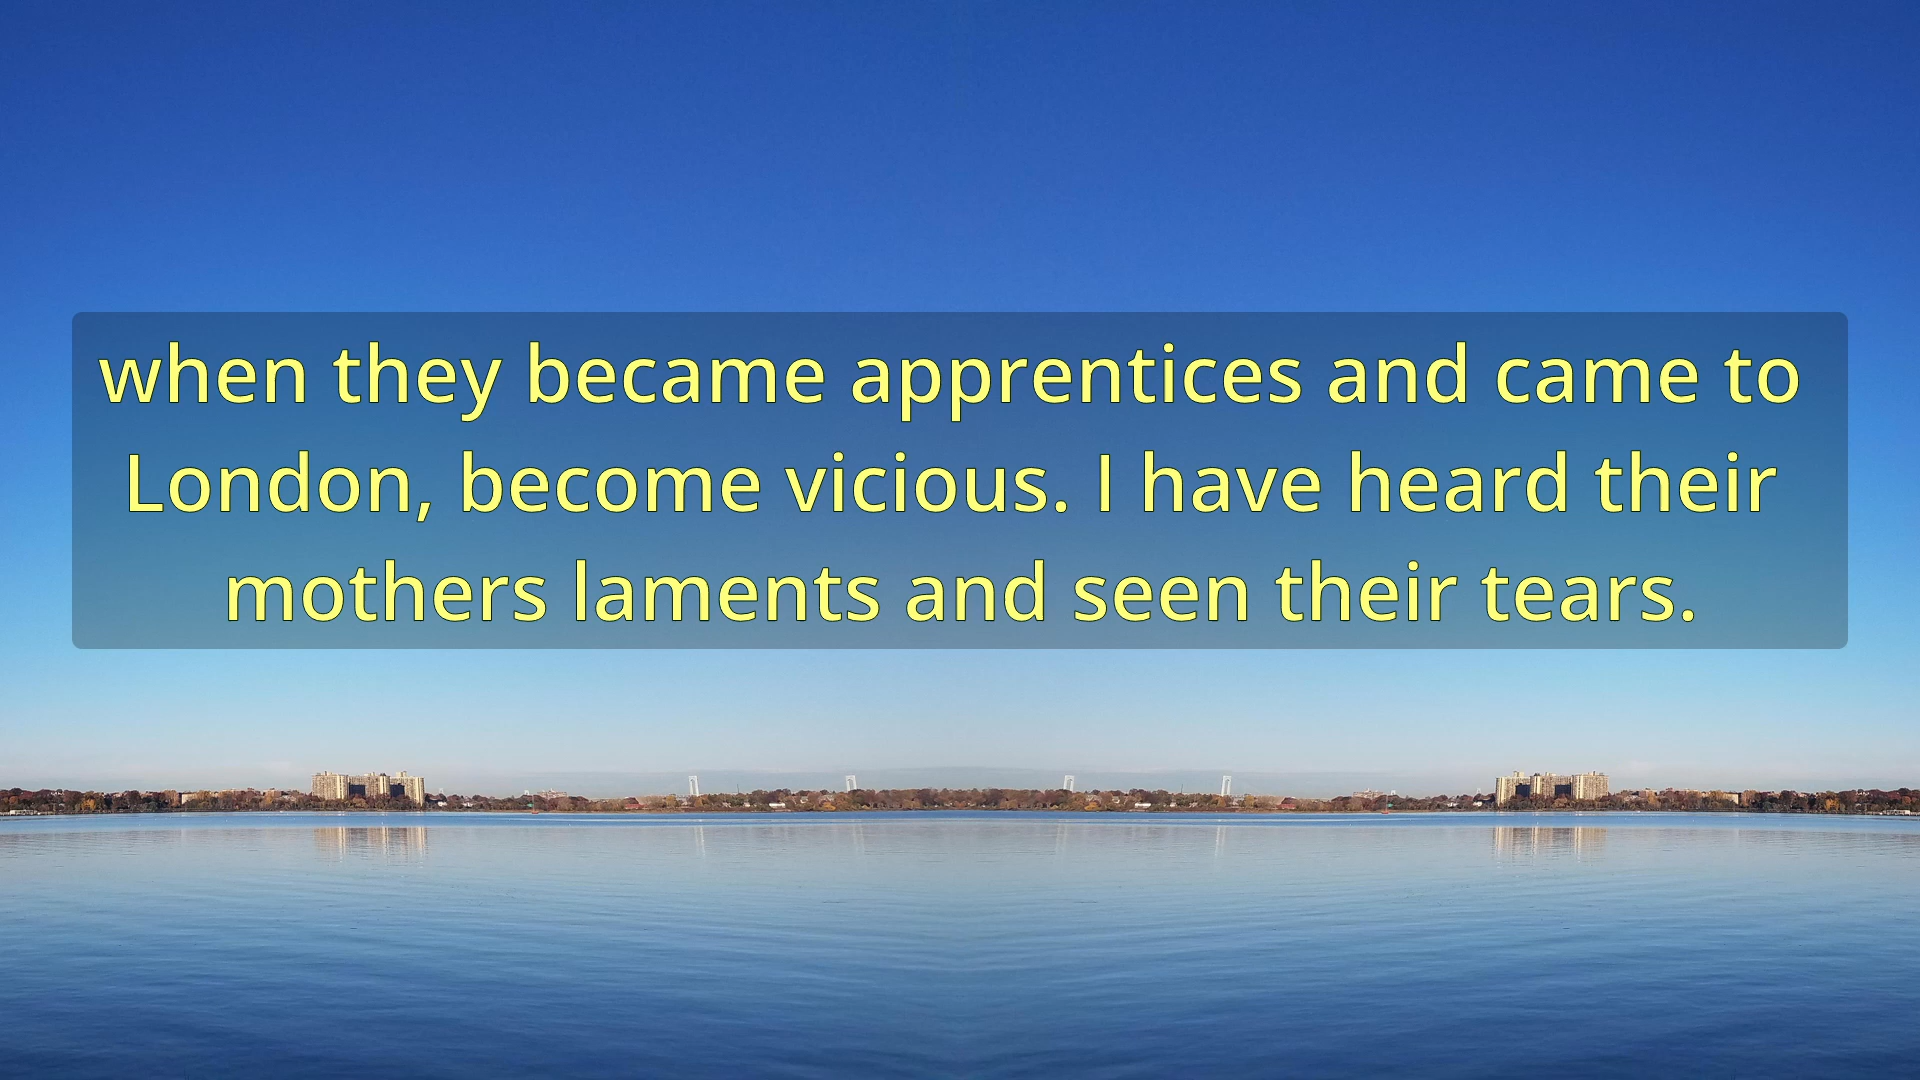 when they became apprentices and came to
London, become vicious. I have heard their
mothers laments and seen their tears.